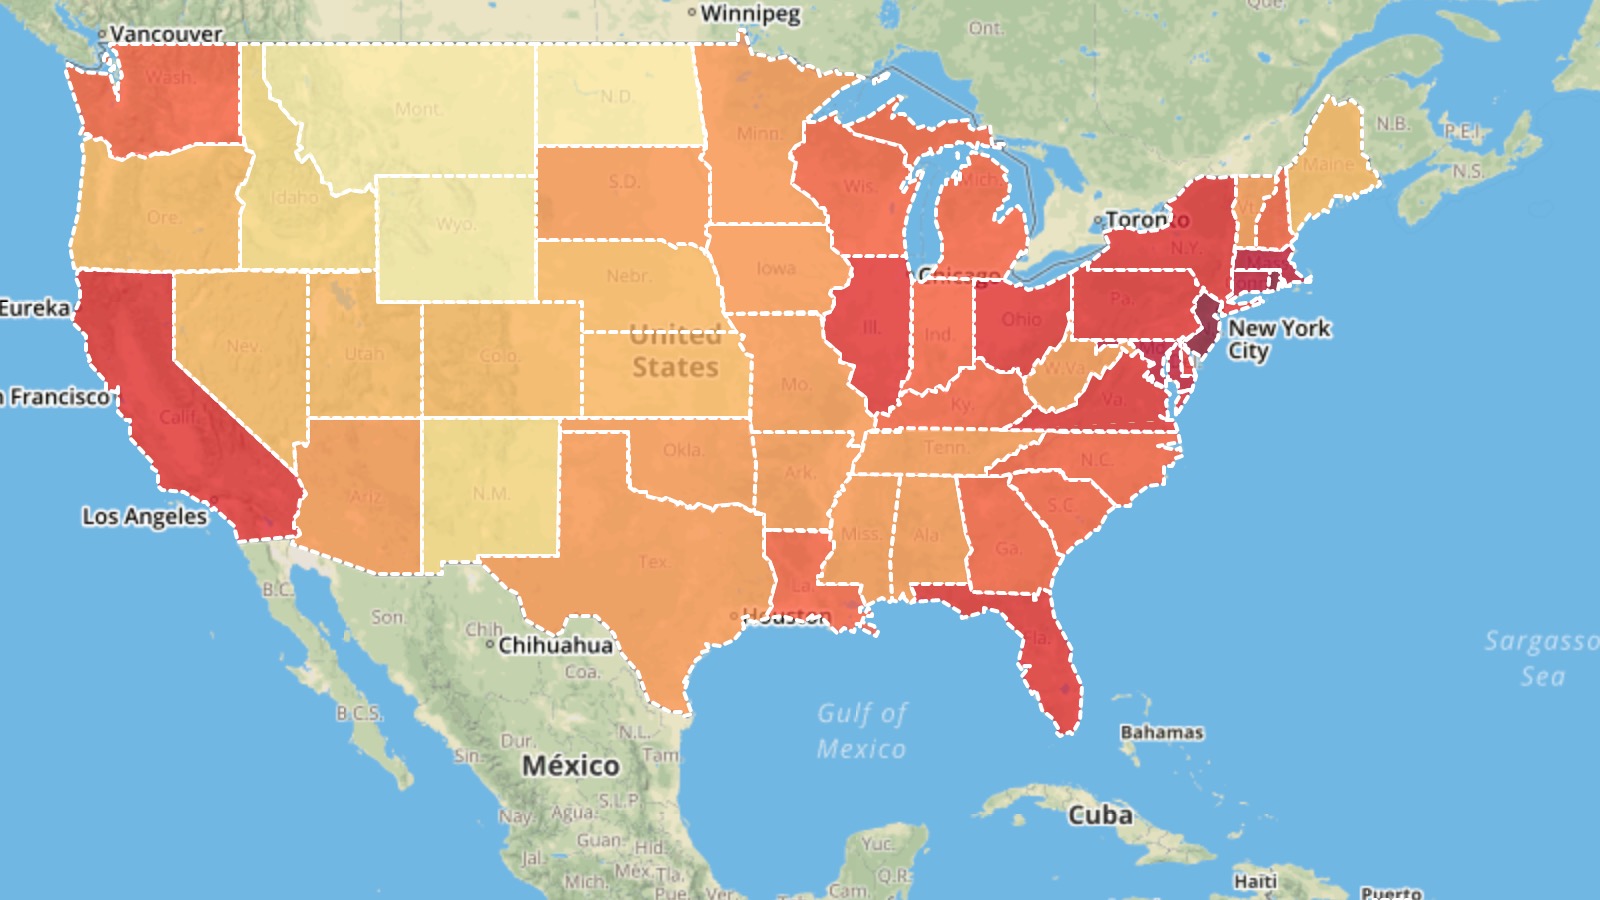 Que.
Winnipeg
Ont.
Vancouver
Wash.
Mont.
N.D.
Minn.
N.B.
P.E.I.
N.S.
Maine
Idaho
Ore.
Wyo.
S.D.
Wis.
Mich.
Vt.
Toronto
N.Y.
Mass.
Conn.
Iowa
Nebr.
Chicago
Eureka
Pa.
Ohio
Ill.
Ind.
New York
City
United
States
Nev.
Utah
Colo.
Mo.
W.Va.
Va.
n Francisco
Calif.
Ky.
Okla.
Tenn.
N.C.
Ark.
Ariz.
N.M.
Los Angeles
S.C.
Miss.
Ala.
Ga.
Tex.
La.
B.C.
Son.
Houston
Chih.
Chihuahua
Fla.
Sargasso
Sea
Coa.
B.C.S.
Gulf of
Mexico
N.L.
Dur.
Sin.
Tam.
Bahamas
México
S.L.P.
Nay.
Agua.
Cuba
Guan.
Hid.
Yuc.
Jal.
Mex.
Tla.
Q.R.
Mich.
Pue.
Ver.
Cam.
Haiti
Puerto